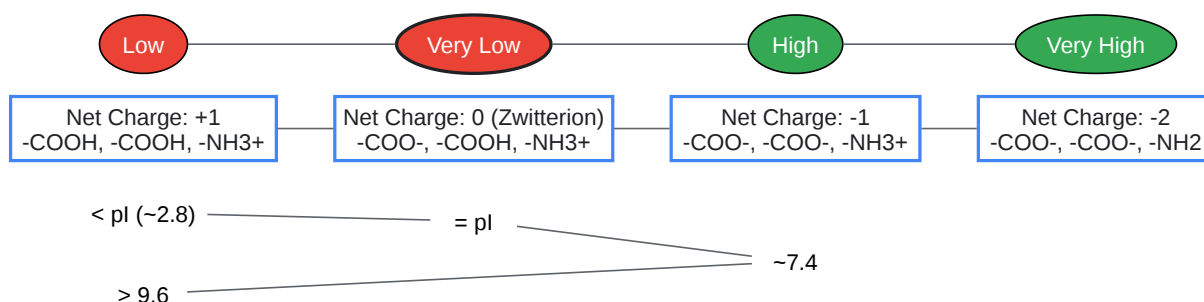 Low
Very Low
High
Very High
Net Charge: +1
-COOH, -COOH, -NH3+
Net Charge: 0 (Zwitterion)
-COO-, -COOH, -NH3+
Net Charge: -1
-COO-, -COO-, -NH3+
Net Charge: -2
-COO-, -COO-, -NH2
< pI (~2.8)
= pI
~7.4
> 9.6